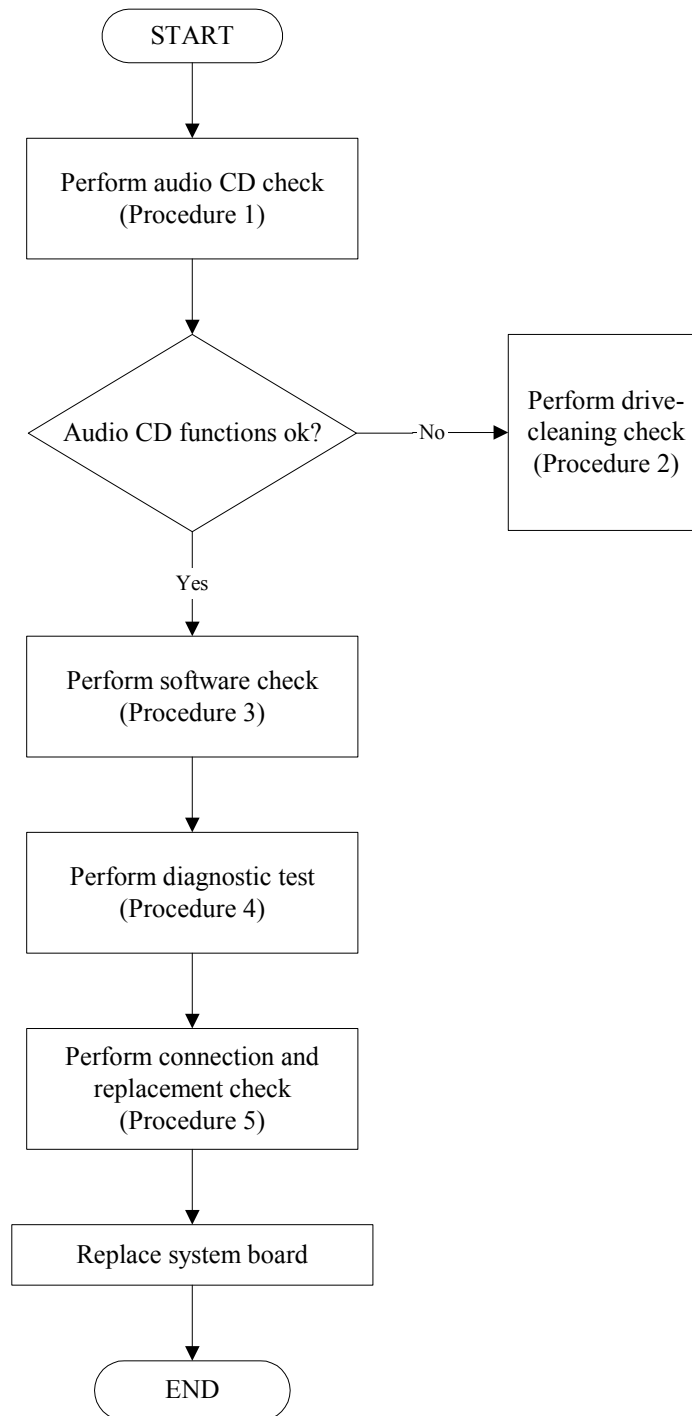 START
Perform audio CD check
(Procedure 1)
Audio CD functions ok?
No
Perform drive-
cleaning check
(Procedure 2)
Yes
Perform software check
(Procedure 3)
Perform diagnostic test
(Procedure 4)
Perform connection and
replacement check
(Procedure 5)
Replace system board
END